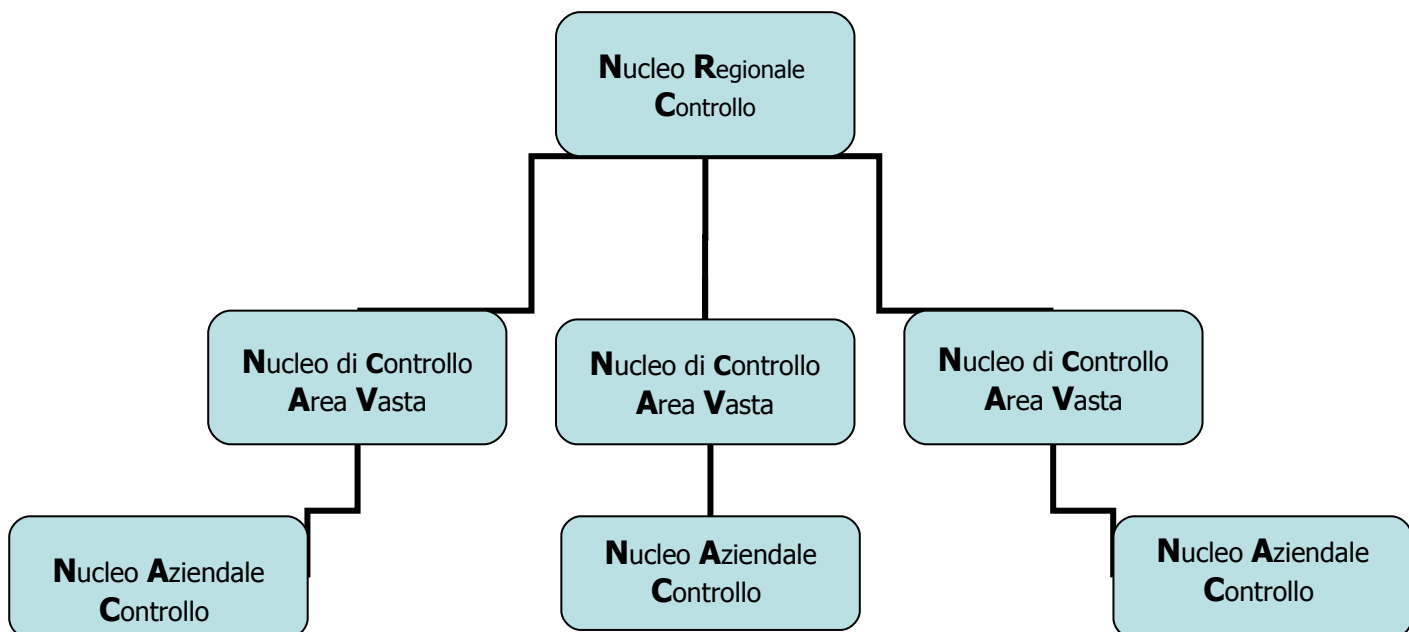 Nucleo Regionale
Controllo
Nucleo di controllo
Area Vasta
Nucleo di controllo
Area Vasta
Nucleo di controllo
Area Vasta
Nucleo Aziendale
Controllo
Nucleo Aziendale
Controllo
Nucleo Aziendale
Controllo